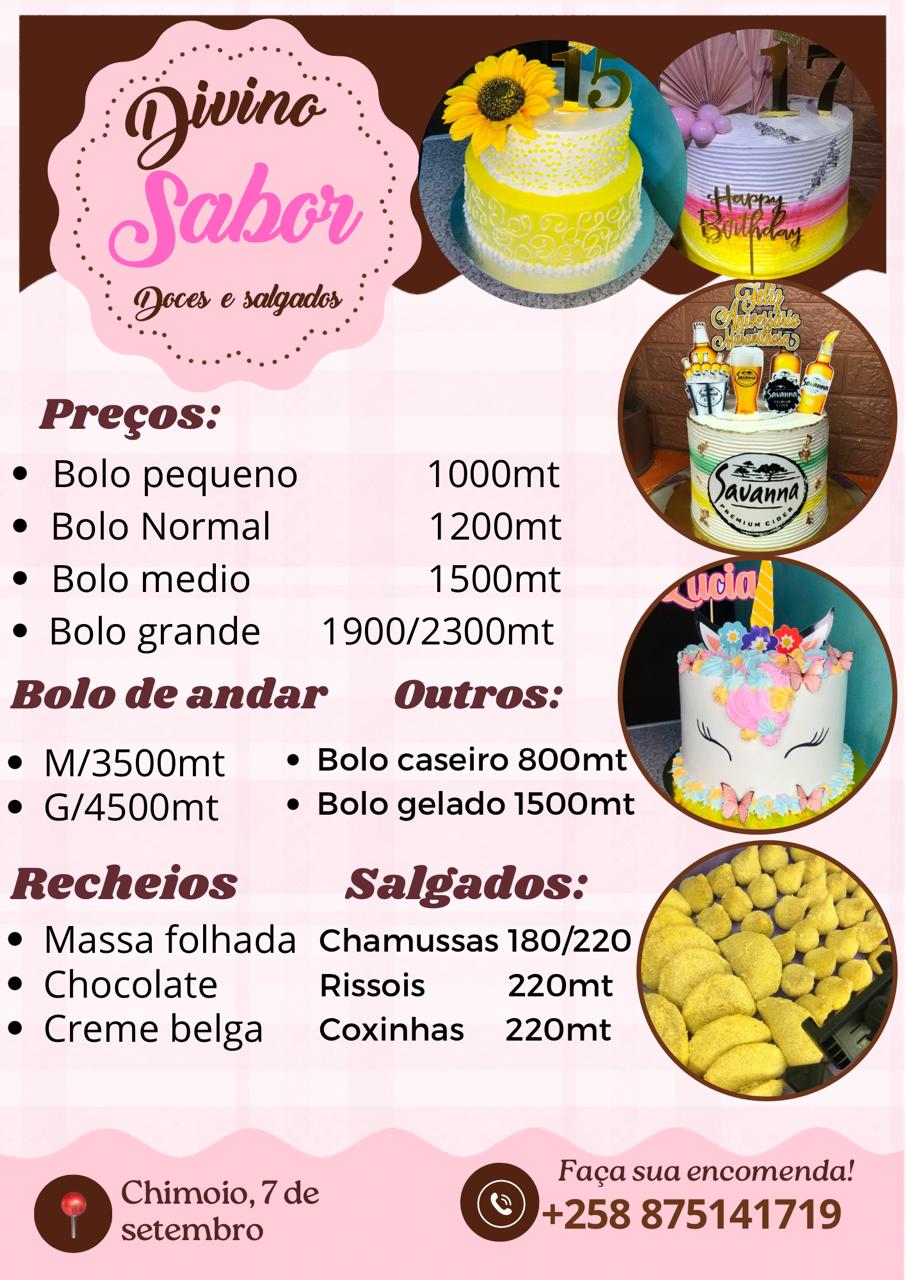 Divino
Sabor
Doces e salgados
15
17
Happy
Birthday
Feliz
Aniversário
Savanna
PREMIUM CIDER
Lucia
Preços:
• Bolo pequeno 1000mt
• Bolo Normal 1200mt
• Bolo medio 1500mt
• Bolo grande 1900/2300mt
Bolo de andar
• M/3500mt
• G/4500mt
Outros:
• Bolo caseiro 800mt
• Bolo gelado 1500mt
Recheios
• Massa folhada
• Chocolate
• Creme belga
Salgados:
Chamussas 180/220
Rissois 220mt
Coxinhas 220mt
Chimoio, 7 de
setembro
Faça sua encomenda!
+258 875141719